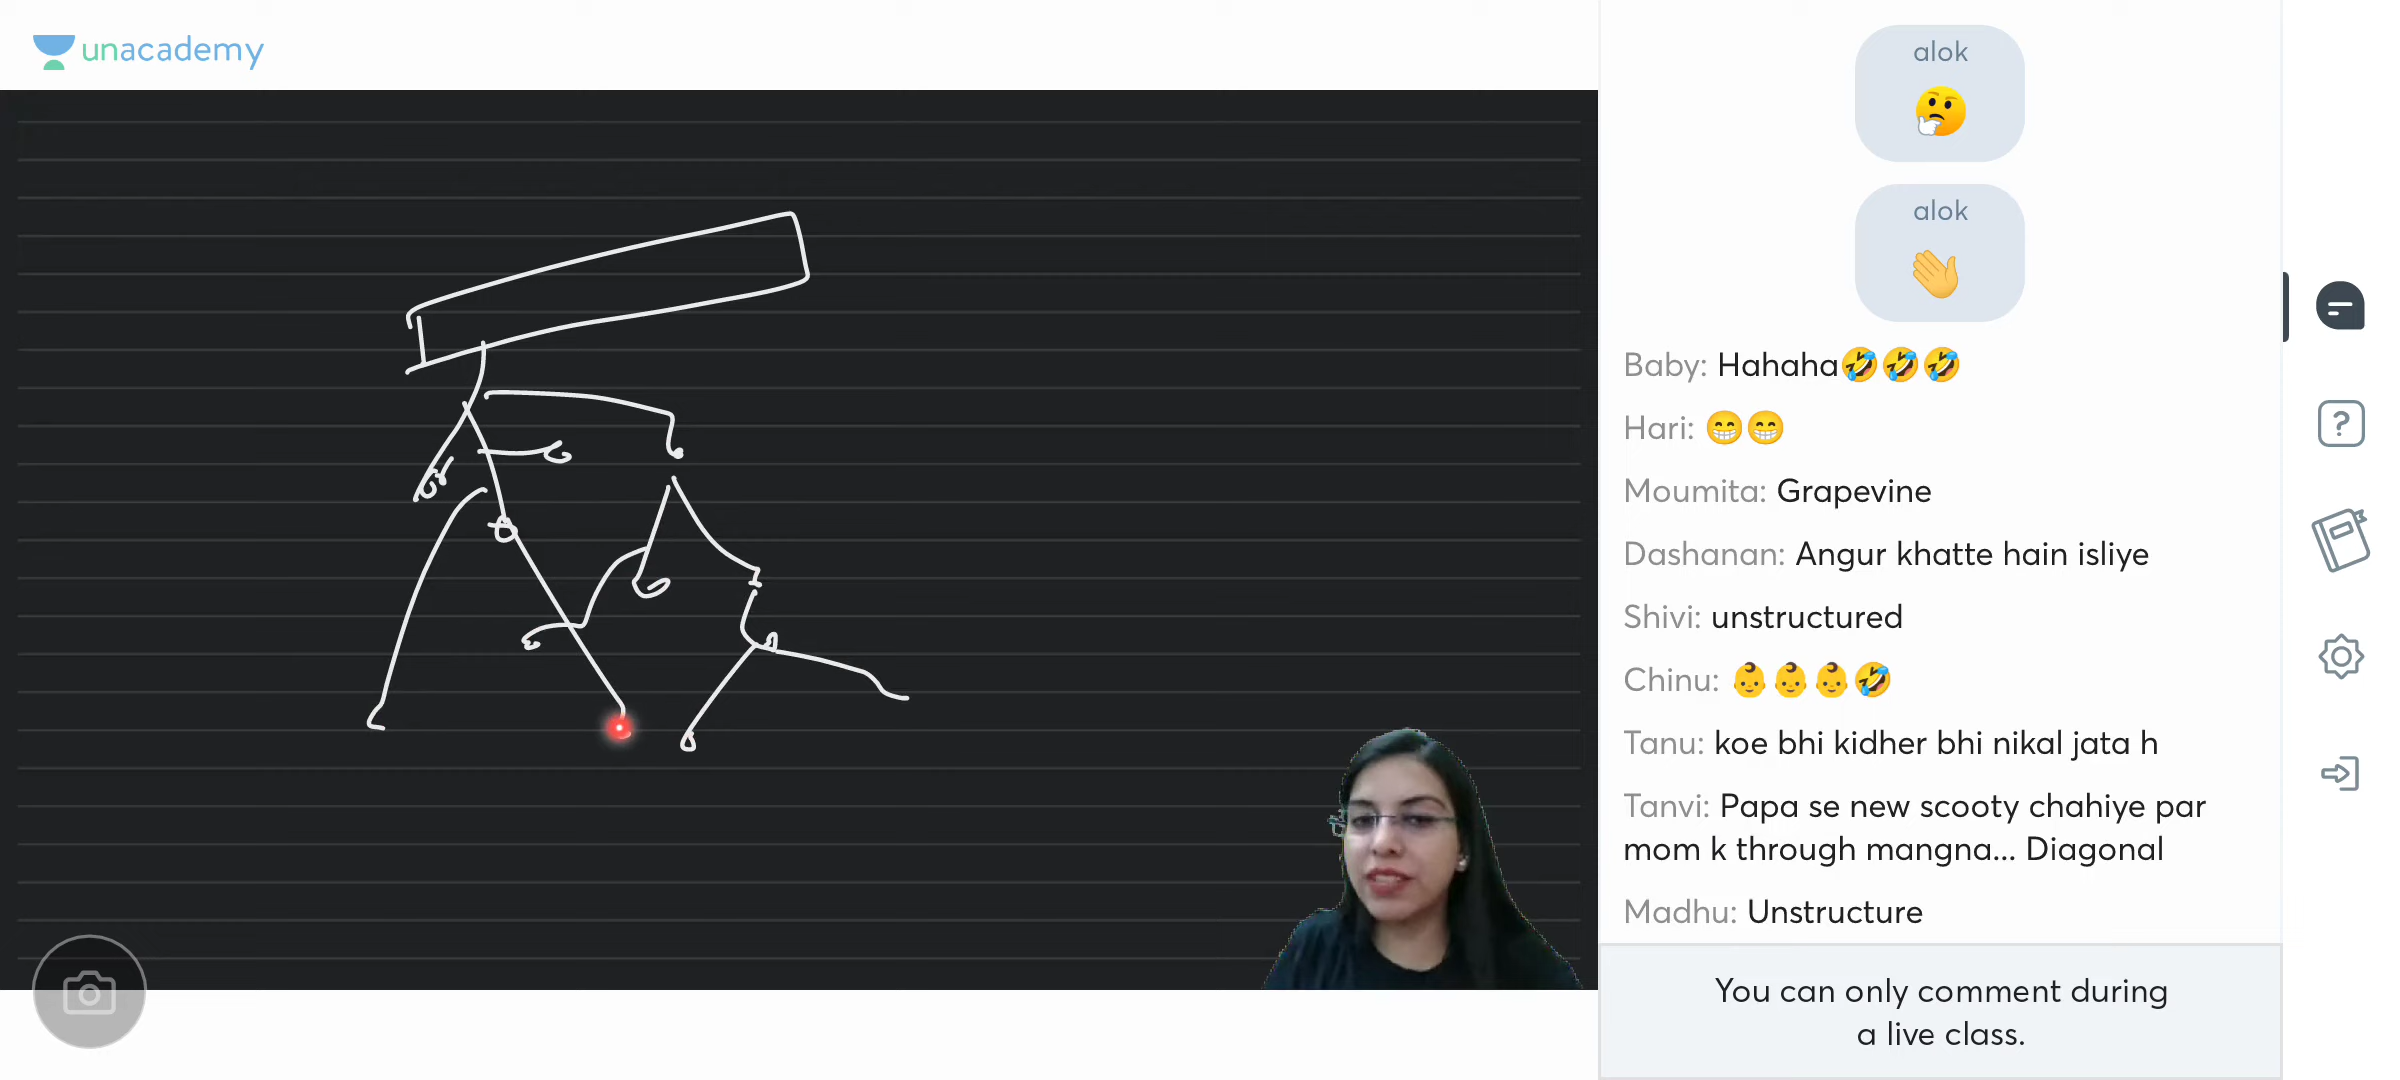 unacademy
alok
🤔
alok
👋
Baby: Hahaha🤣🤣🤣
Hari: 😁😁
Moumita: Grapevine
Dashanan: Angur khatte hain isliye
Shivi: unstructured
Chinu: 👶👶👶🤣
Tanu: koe bhi kidher bhi nikal jata h
Tanvi: Papa se new scooty chahiye par
mom k through mangna... Diagonal
Madhu: Unstructure
You can only comment during
a live class.